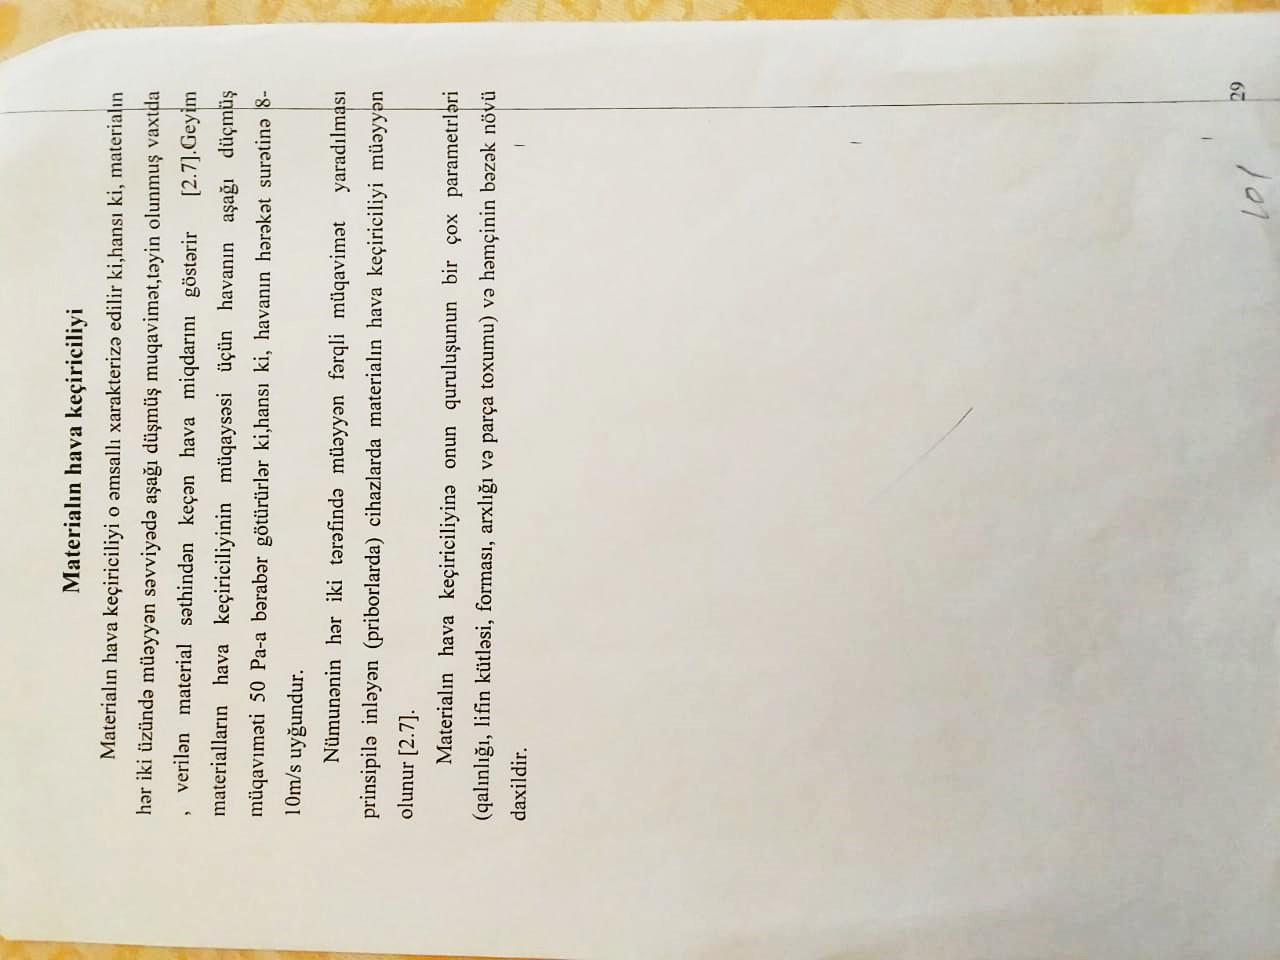 Materialın hava keçiriciliyi
Materialın hava keçiriciliyi o əmsallı xarakterizə edilir ki,hansı ki, materialın
hər iki üzündə müəyyən səvviyədə aşağı düşmüş muqavimət,təyin olunmuş vaxtda
, verilən material səthindən keçən hava miqdarını göstərir [2.7].Geyim
materialların hava keçiriciliyinin müqaysəsi üçün havanın aşağı düçmüş
müqavıməti 50 Pa-a bərabər götürürlər ki,hansı ki, havanın hərəkət surətinə 8-
10m/s uyğundur.
Nümunənin hər iki tərəfində müəyyən fərqli müqavimət yaradılması
prinsipilə inləyən (priborlarda) cihazlarda materialın hava keçiriciliyi müəyyən
olunur [2.7].
Materialın hava keçiriciliyinə onun quruluşunun bir çox parametrləri
(qalınlığı, lifin kütləsi, forması, arxlığı və parça toxumu) və həmçinin bəzək növü
daxildir.
29
101